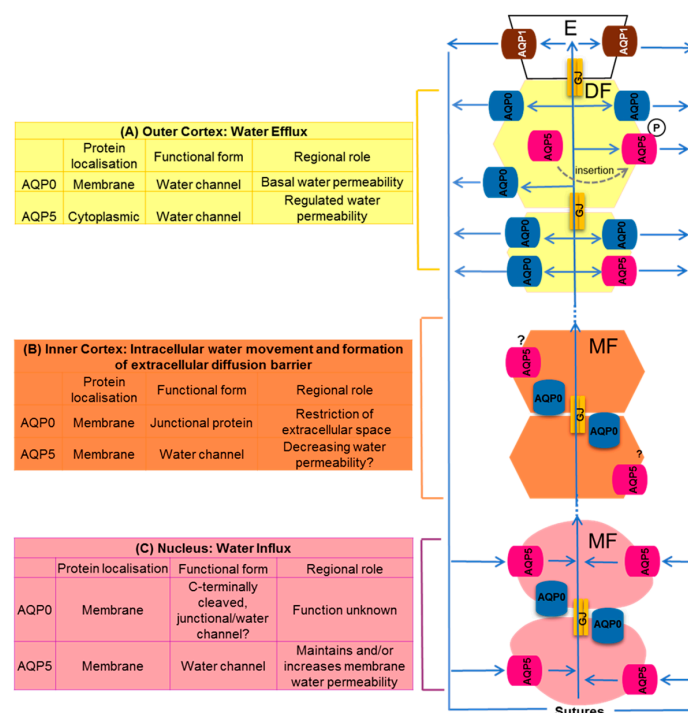 E
AQP1
AQP1
GJ
DF
AQP0
AQP0
P
AQP5
AQP5
insertion
AQP0
GJ
AQP0
AQP0
AQP0
AQP5
(A) Outer Cortex: Water Efflux
Protein localisation Functional form Regional role
AQP0 Membrane Water channel Basal water permeability
AQP5 Cytoplasmic Water channel Regulated water permeability
(B) Inner Cortex: Intracellular water movement and formation
of extracellular diffusion barrier
Protein localisation Functional form Regional role
AQP0 Membrane Junctional protein Restriction of extracellular space
AQP5 Membrane Water channel Decreasing water permeability?
MF
?
AQP5
AQP0
GJ
AQP0
?
AQP5
(C) Nucleus: Water Influx
Protein localisation Functional form Regional role
AQP0 Membrane C-terminally cleaved, junctional/water channel? Function unknown
AQP5 Membrane Water channel Maintains and/or increases membrane water permeability
MF
AQP5
AQP5
AQP0
GJ
AQP0
AQP5
AQP5
Sutures